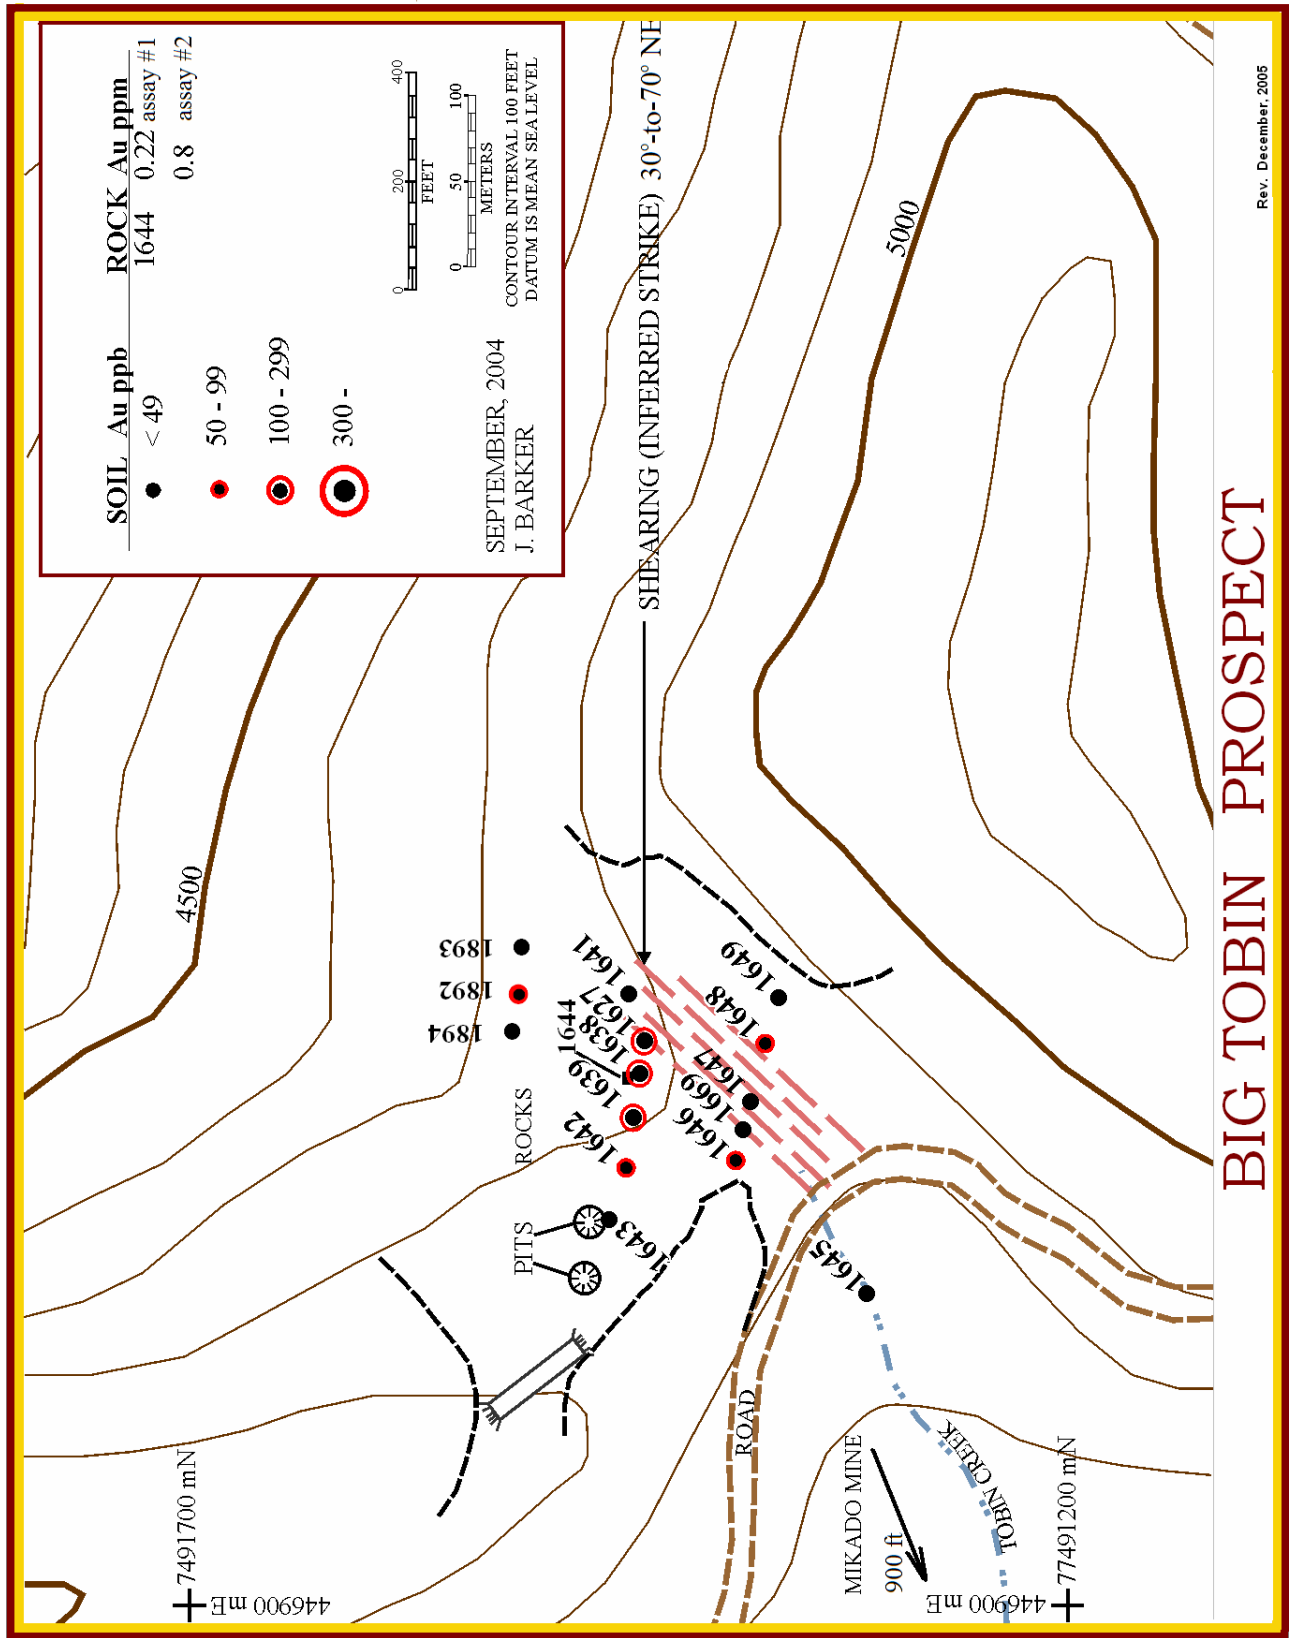 SOIL Au ppb
ROCK Au ppm
< 49
1644 0.22 assay #1
0.8 assay #2
50 - 99
100 - 299
300 -
0 200 400
FEET
0 50 100
METERS
CONTOUR INTERVAL 100 FEET
DATUM IS MEAN SEA LEVEL
SEPTEMBER, 2004
J. BARKER
SHEARING (INFERRED STRIKE) 30°-to-70° NE
4500
5000
1893
1892
1894
1641
1627
1638
1644
1639
1642
1649
1648
1647
1669
1646
1643
1645
ROCKS
PITS
ROAD
MIKADO MINE
900 ft
TOBIN CREEK
7491700 mN
446900 mE
77491200 mN
446900 mE
BIG TOBIN PROSPECT
Rev. December, 2005